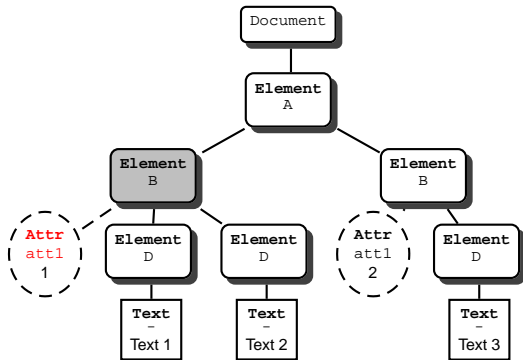 Document
Element
A
Element
B
Element
B
Attr
att1
1
Element
D
Element
D
Attr
att1
2
Element
D
Text
–
Text 1
Text
–
Text 2
Text
–
Text 3